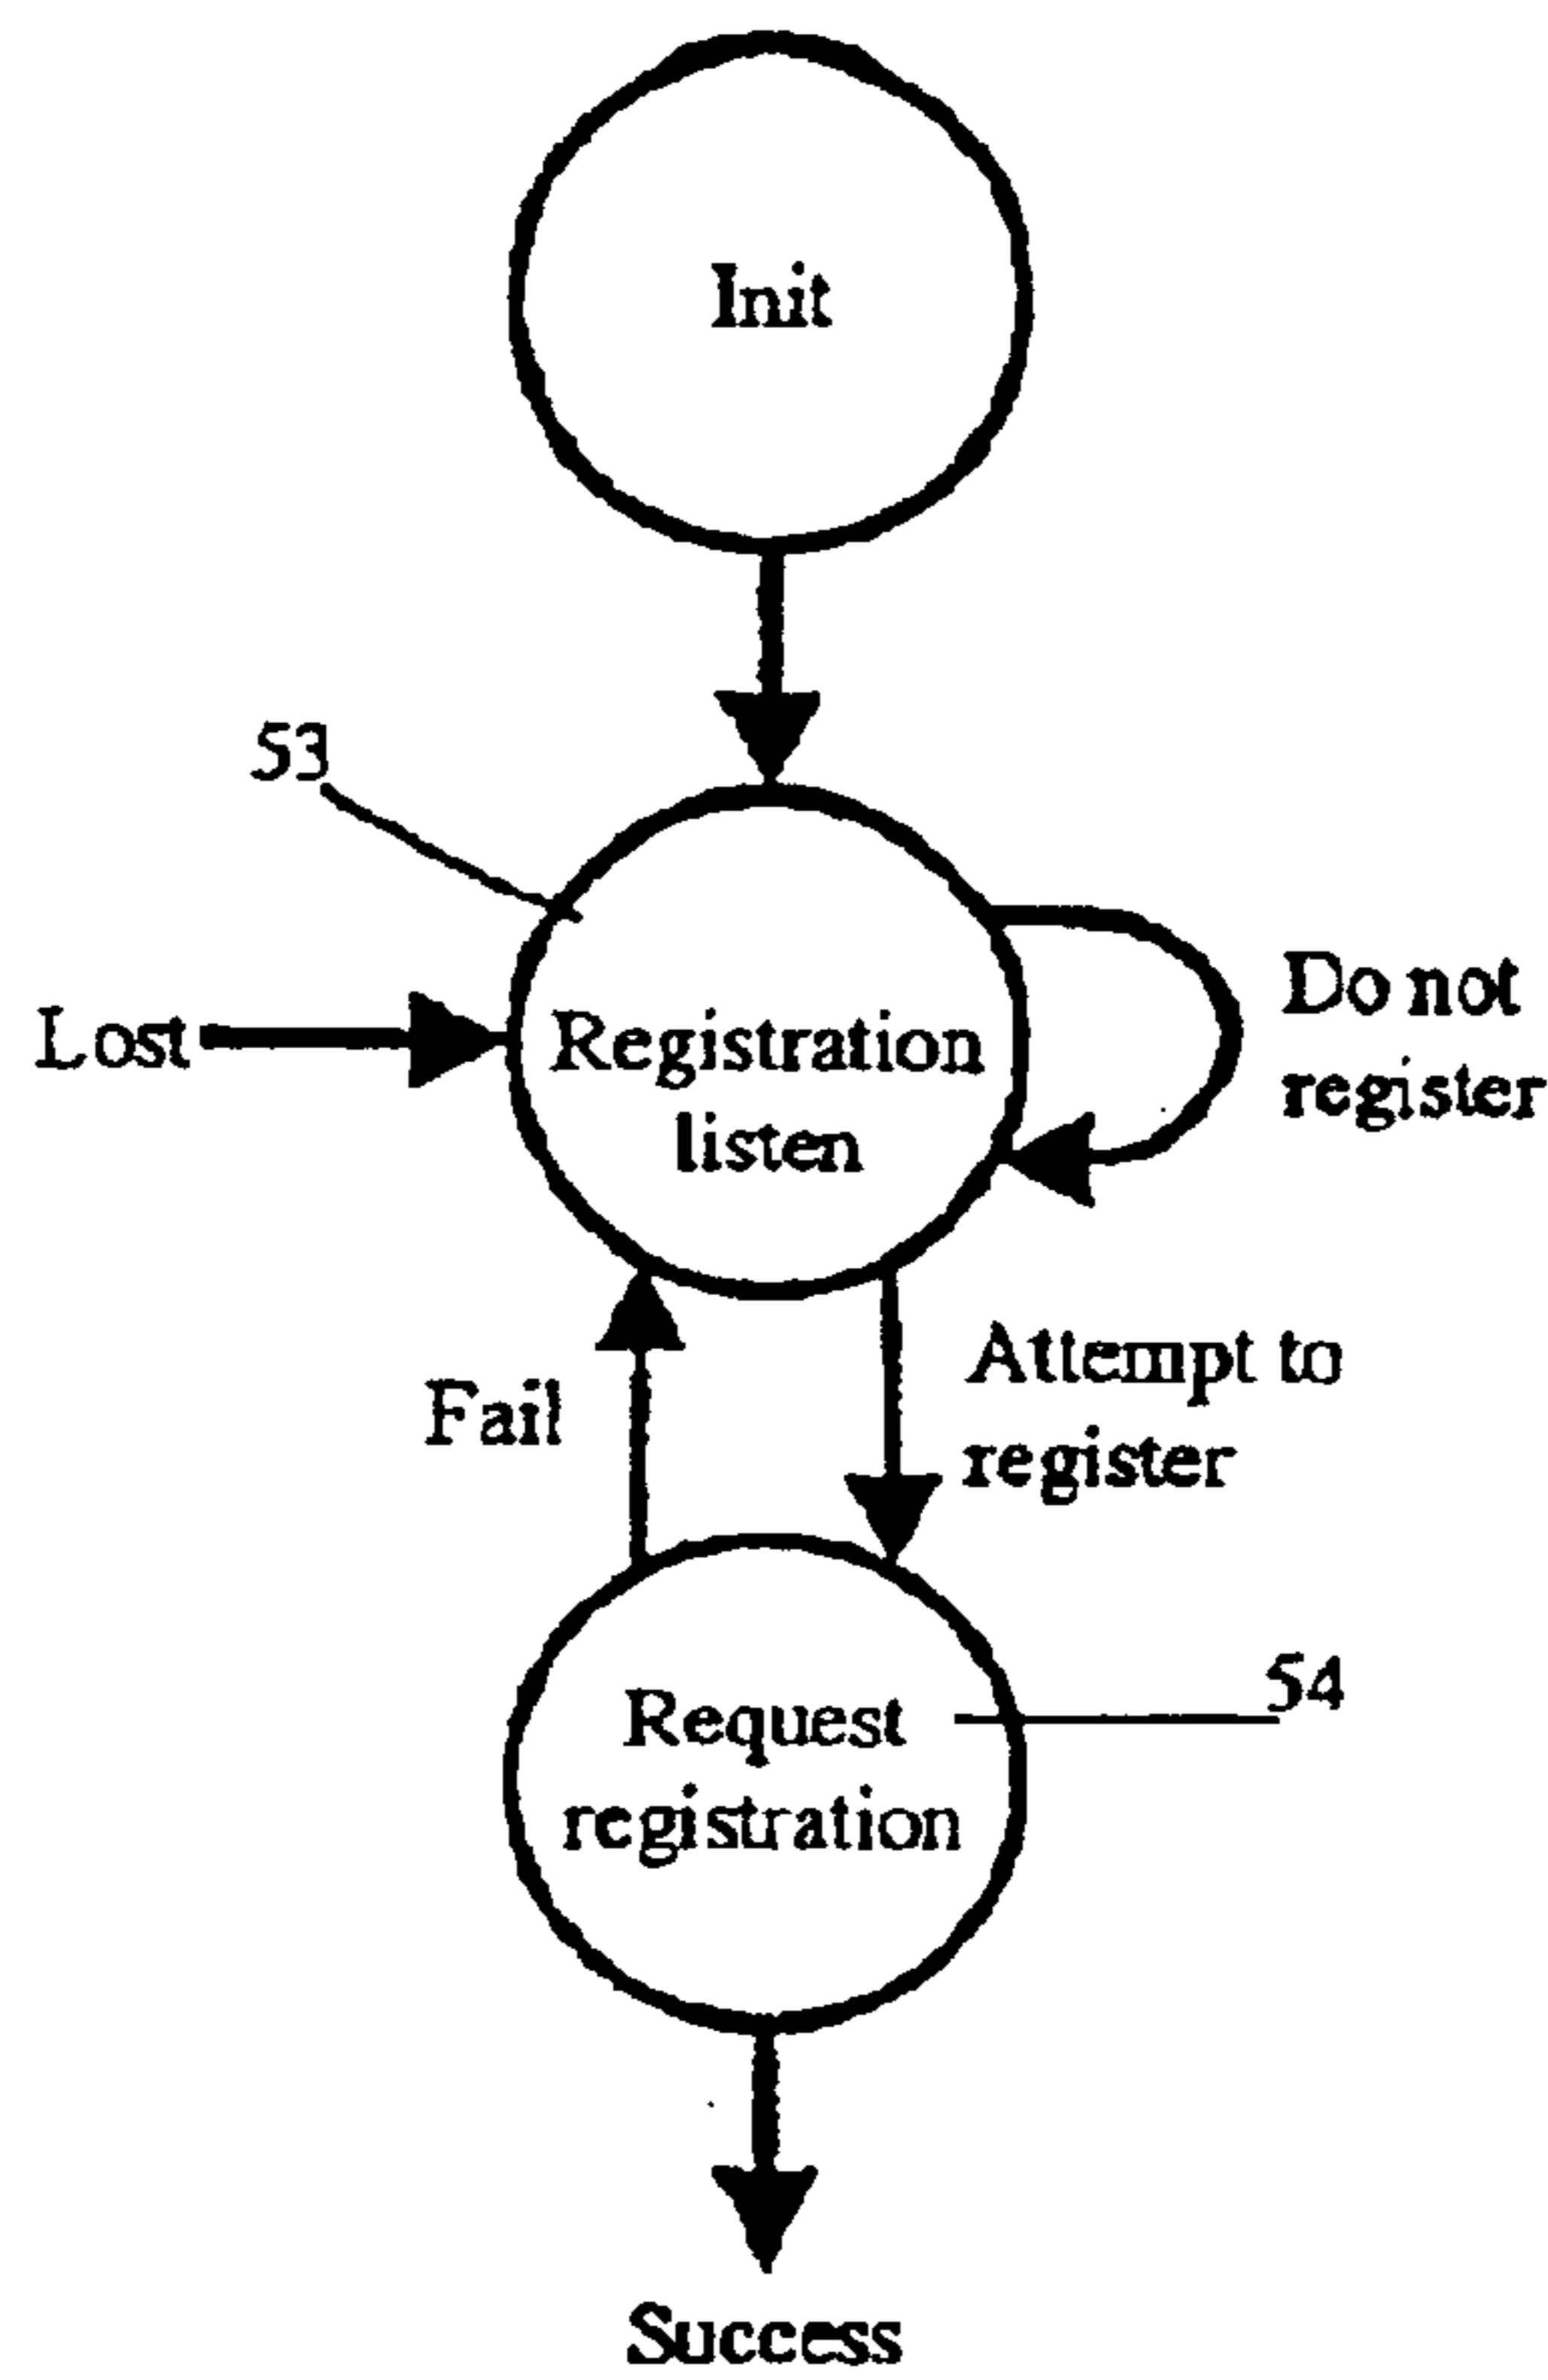 Init
53
Lost
Registration
listen
Do not
register
Fail
Attempt to
register
Request
registration
54
Success